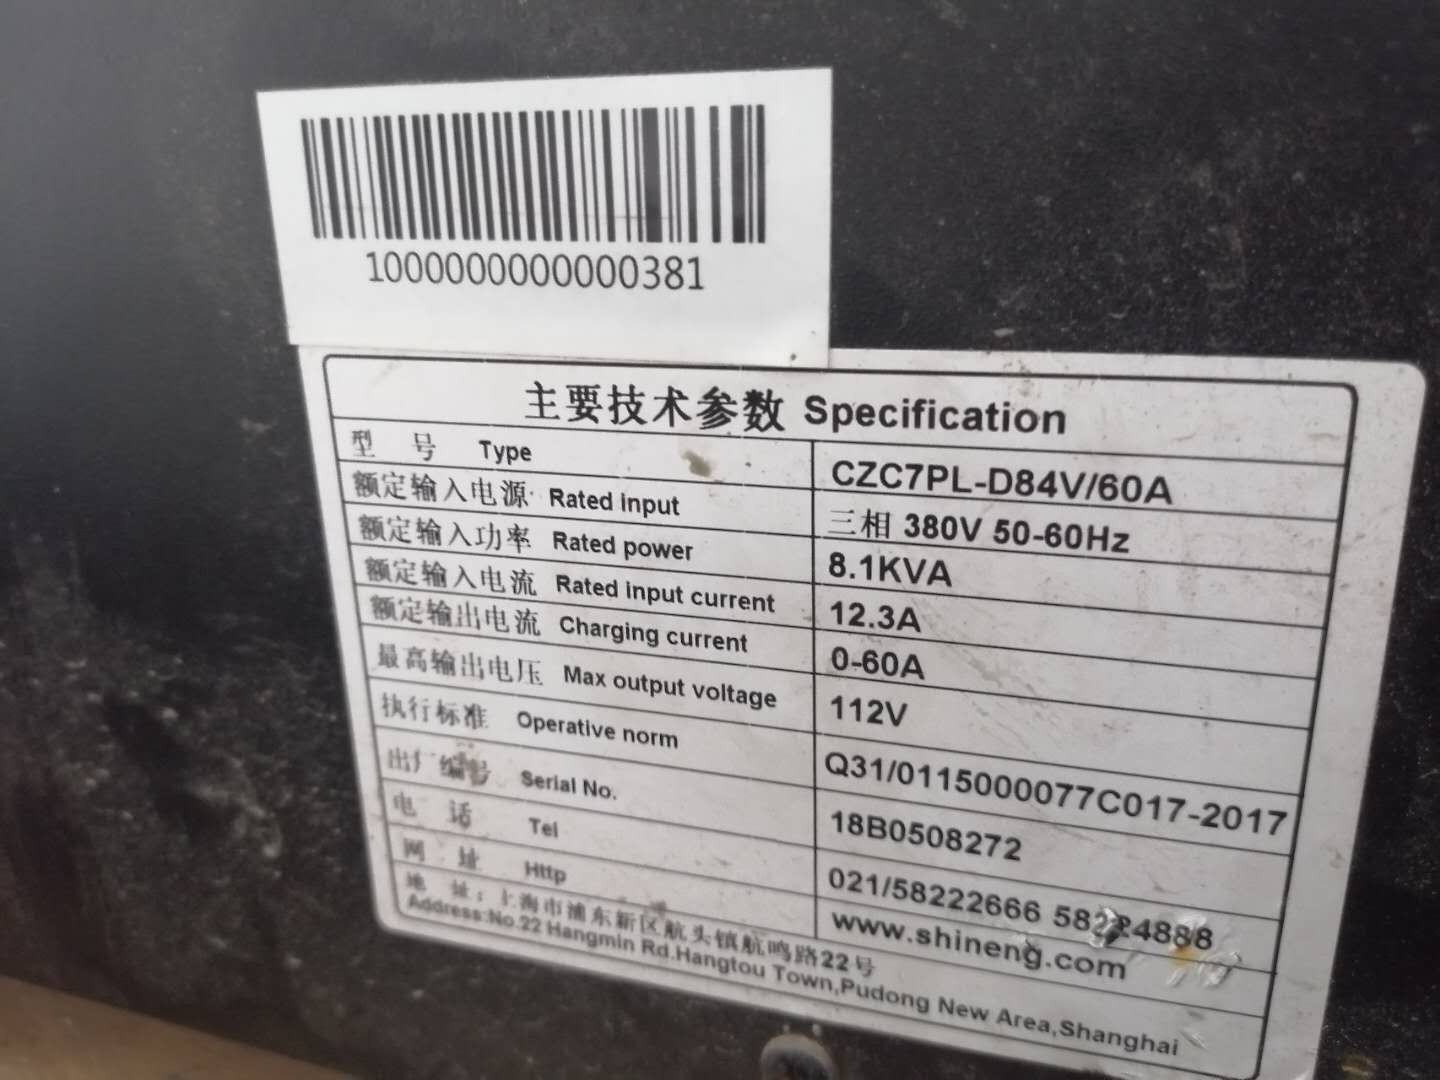 1000000000000381
主要技术参数 Specification
型 号 Type CZC7PL-D84V/60A
额定输入电源 Rated input 三相 380V 50-60Hz
额定输入功率 Rated power 8.1KVA
额定输入电流 Rated input current 12.3A
额定输出电流 Charging current 0-60A
最高输出电压 Max output voltage 112V
执行标准 Operative norm Q31/0115000077C017-2017
出厂编号 Serial No. 18B0508272
电 话 Tel 021/58222666 58224888
网 址 Http www.shineng.com
地 址：上海市浦东新区航头镇航鸣路22号
Address:No.22 Hangmin Rd.Hangtou Town,Pudong New Area,Shanghai